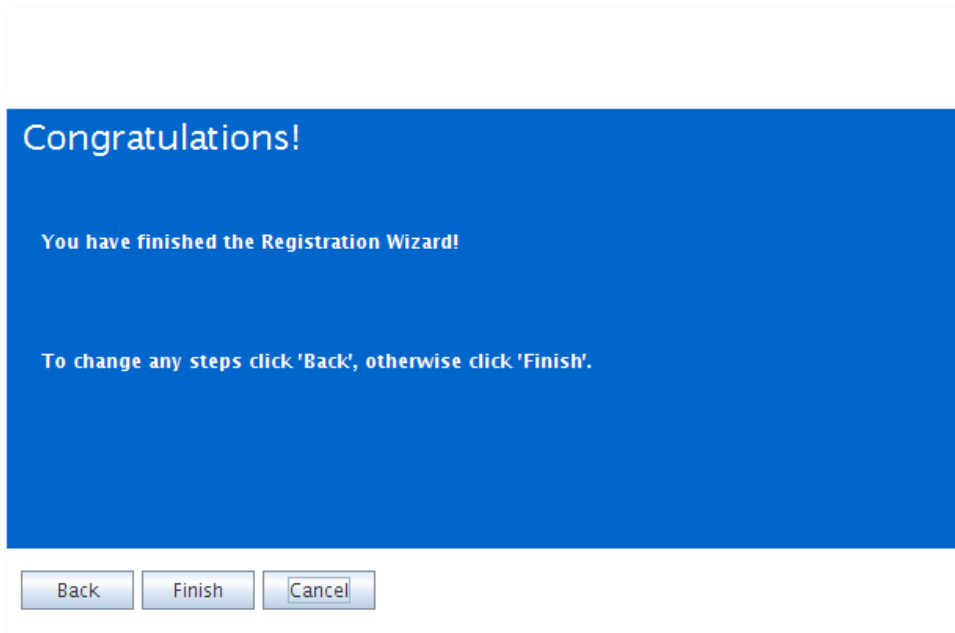 Congratulations!
You have finished the Registration Wizard!
To change any steps click 'Back', otherwise click 'Finish'.
Back Finish Cancel